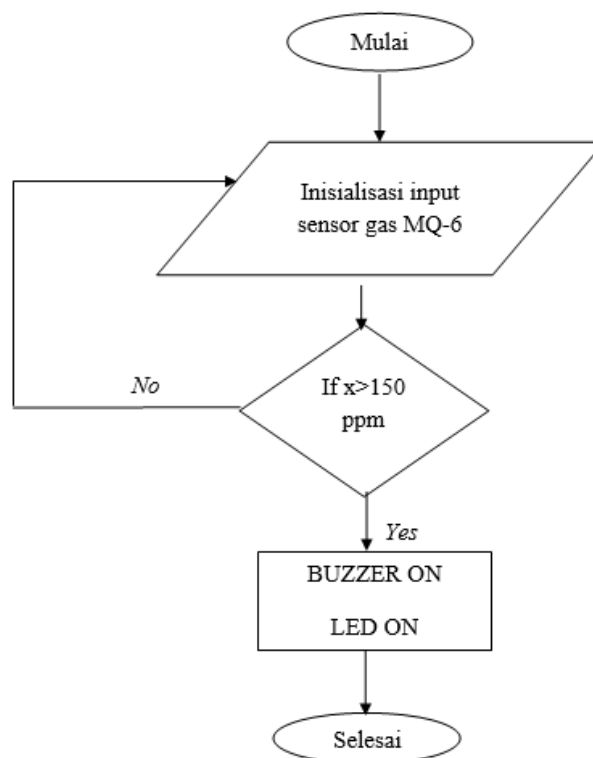 Mulai
Inisialisasi input
sensor gas MQ-6
If x>150
ppm
No
Yes
BUZZER ON
LED ON
Selesai